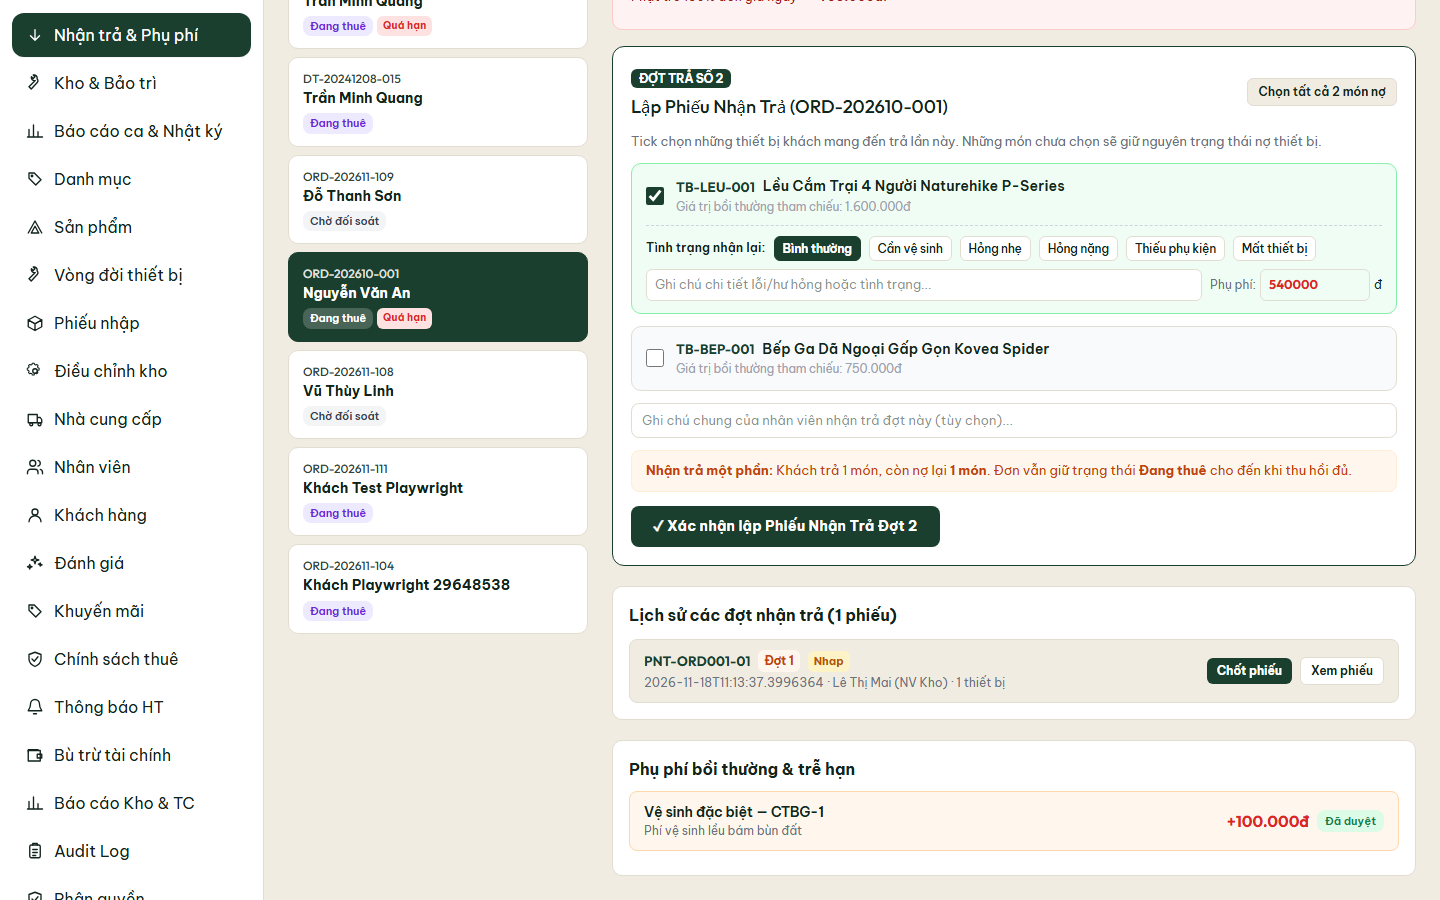 Nhận trả & Phụ phí
Kho & Bảo trì
Báo cáo ca & Nhật ký
Danh mục
Sản phẩm
Vòng đời thiết bị
Phiếu nhập
Điều chỉnh kho
Nhà cung cấp
Nhân viên
Khách hàng
Đánh giá
Khuyến mãi
Chính sách thuê
Thông báo HT
Bù trừ tài chính
Báo cáo Kho & TC
Audit Log
Phân quyền
Trần Minh Quang
Đang thuê Quá hạn
DT-20241208-015
Trần Minh Quang
Đang thuê
ORD-202611-109
Đỗ Thanh Sơn
Chờ đối soát
ORD-202610-001
Nguyễn Văn An
Đang thuê Quá hạn
ORD-202611-108
Vũ Thùy Linh
Chờ đối soát
ORD-202611-111
Khách Test Playwright
Đang thuê
ORD-202611-104
Khách Playwright 29648538
Đang thuê
ĐỢT TRẢ SỐ 2
Lập Phiếu Nhận Trả (ORD-202610-001)
Chọn tất cả 2 món nợ
Tick chọn những thiết bị khách mang đến trả lần này. Những món chưa chọn sẽ giữ nguyên trạng thái nợ thiết bị.
TB-LEU-001 Lều Cắm Trại 4 Người Naturehike P-Series
Giá trị bồi thường tham chiếu: 1.600.000đ
Tình trạng nhận lại: Bình thường Cần vệ sinh Hỏng nhẹ Hỏng nặng Thiếu phụ kiện Mất thiết bị
Ghi chú chi tiết lỗi/hư hỏng hoặc tình trạng... Phụ phí: 540000 đ
TB-BEP-001 Bếp Ga Dã Ngoại Gấp Gọn Kovea Spider
Giá trị bồi thường tham chiếu: 750.000đ
Ghi chú chung của nhân viên nhận trả đợt này (tùy chọn)...
Nhận trả một phần: Khách trả 1 món, còn nợ lại 1 món. Đơn vẫn giữ trạng thái Đang thuê cho đến khi thu hồi đủ.
✓ Xác nhận lập Phiếu Nhận Trả Đợt 2
Lịch sử các đợt nhận trả (1 phiếu)
PNT-ORD001-01 Đợt 1 Nhap
2026-11-18T11:13:37.3996364 · Lê Thị Mai (NV Kho) · 1 thiết bị
Chốt phiếu Xem phiếu
Phụ phí bồi thường & trễ hạn
Vệ sinh đặc biệt — CTBG-1
Phí vệ sinh lều bám bùn đất
+100.000đ Đã duyệt